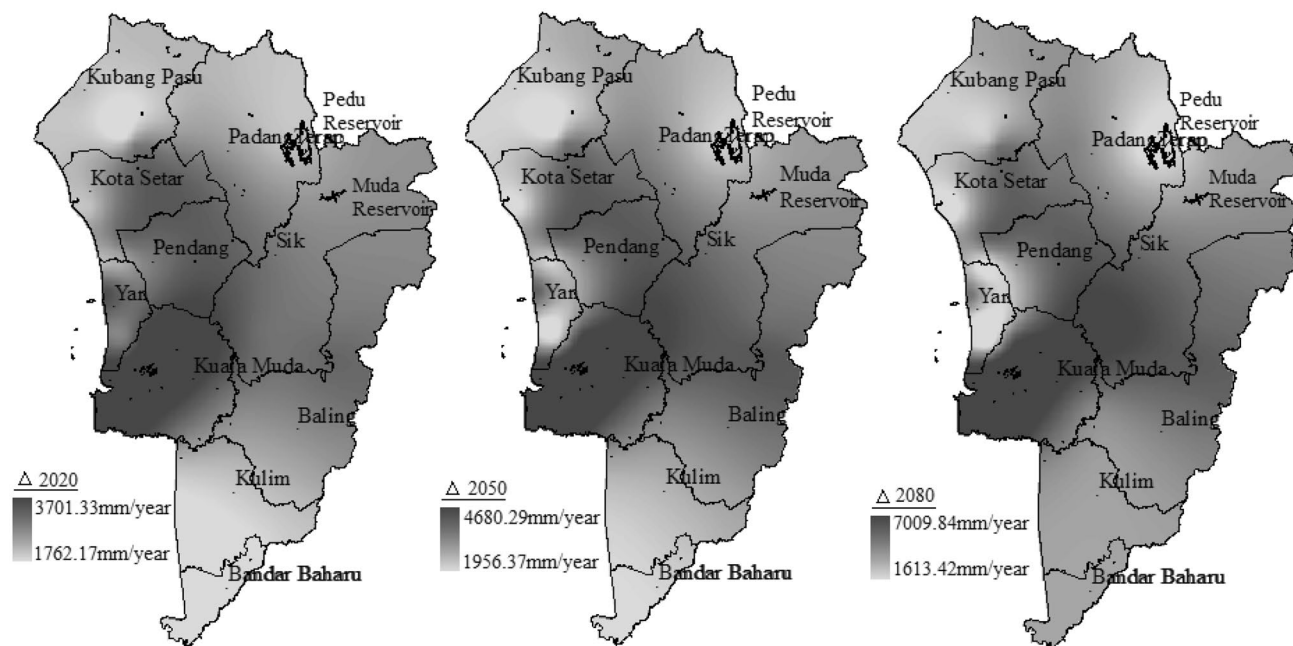 Kubang Pasu
Pedu
Reservoir
Padang Terap
Kota Setar
Muda
Reservoir
Pendang
Sik
Yan
Kuala Muda
Baling
Kulim
Bandar Baharu
△ 2020
3701.33mm/year
1762.17mm/year
Kubang Pasu
Pedu
Reservoir
Padang Terap
Kota Setar
Muda
Reservoir
Pendang
Sik
Yan
Kuala Muda
Baling
Kulim
Bandar Baharu
△ 2050
4680.29mm/year
1956.37mm/year
Kubang Pasu
Pedu
Reservoir
Padang Terap
Kota Setar
Muda
Reservoir
Pendang
Sik
Yan
Kuala Muda
Baling
Kulim
Bandar Baharu
△ 2080
7009.84mm/year
1613.42mm/year